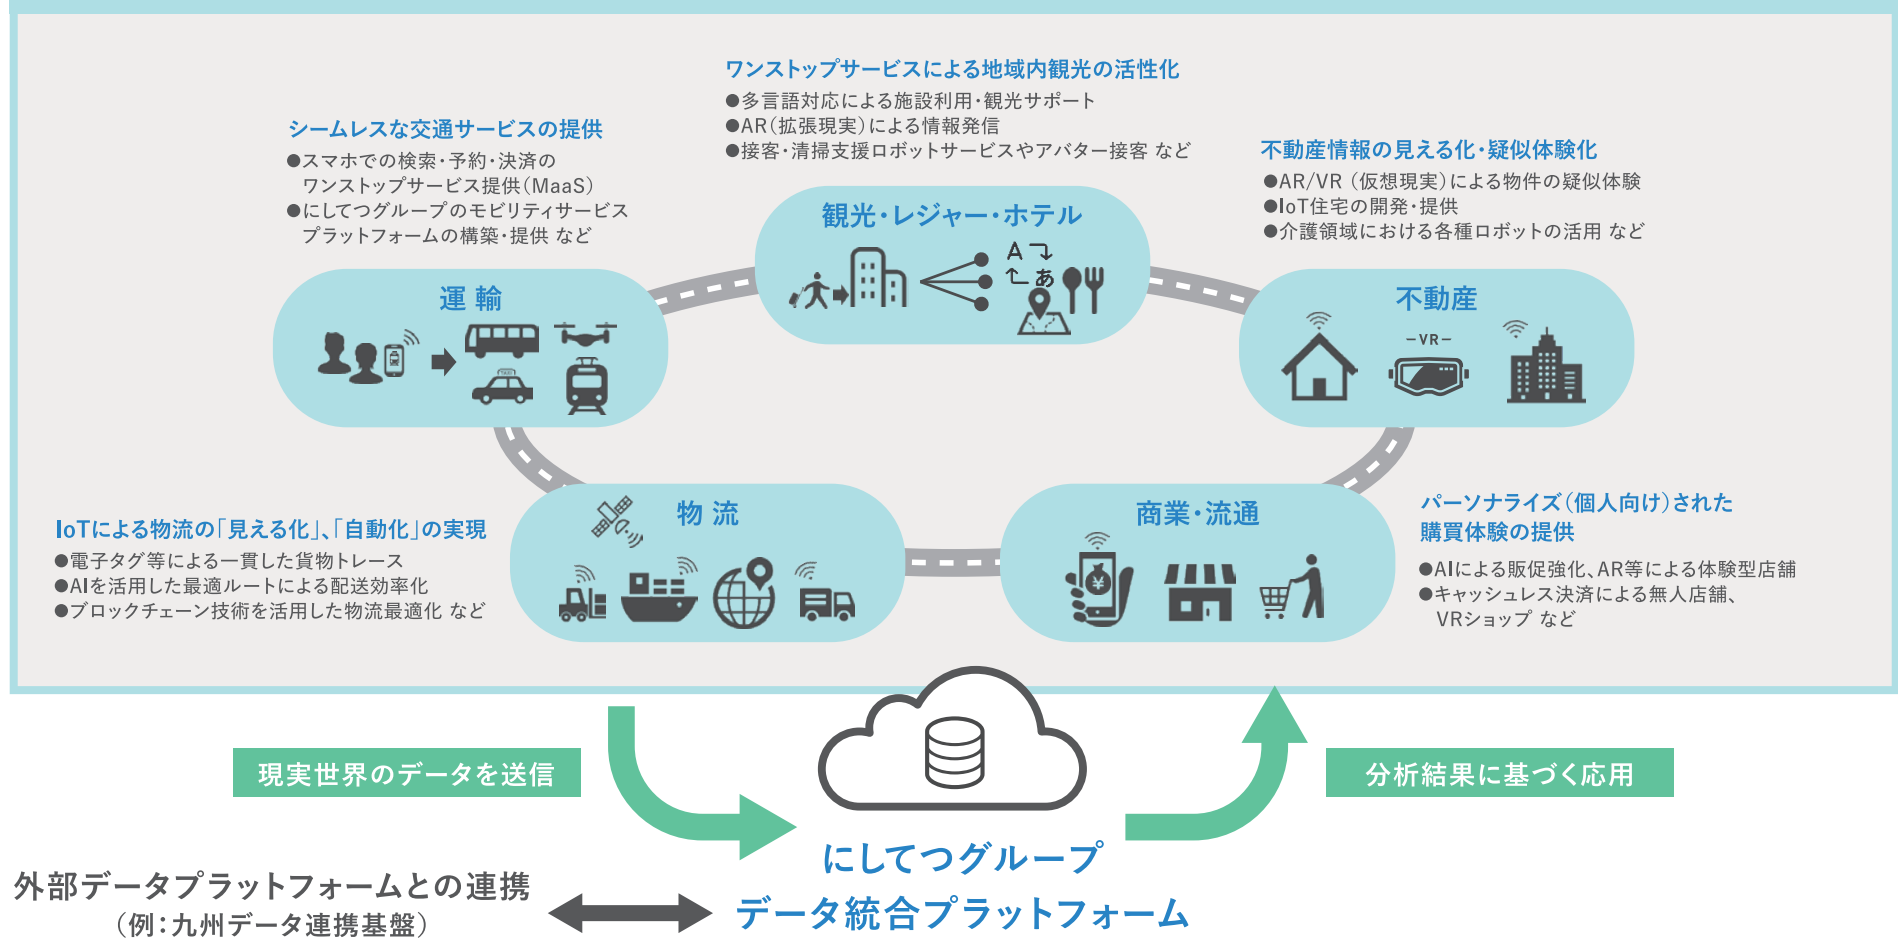 ワンストップサービスによる地域内観光の活性化
●多言語対応による施設利用・観光サポート
●AR(拡張現実)による情報発信
●接客・清掃支援ロボットサービスやアバター接客 など
シームレスな交通サービスの提供
●スマホでの検索・予約・決済の
ワンストップサービス提供(MaaS)
●にしてつグループのモビリティサービス
プラットフォームの構築・提供 など
不動産情報の見える化・疑似体験化
●AR/VR (仮想現実)による物件の疑似体験
●IoT住宅の開発・提供
●介護領域における各種ロボットの活用 など
観光・レジャー・ホテル
A
あ
運 輸
TAXI
不動産
–VR–
物 流
商業・流通
¥
IoTによる物流の「見える化」、「自動化」の実現
●電子タグ等による一貫した貨物トレース
●AIを活用した最適ルートによる配送効率化
●ブロックチェーン技術を活用した物流最適化 など
パーソナライズ(個人向け)された
購買体験の提供
●AIによる販促強化、AR等による体験型店舗
●キャッシュレス決済による無人店舗、
VRショップ など
現実世界のデータを送信
分析結果に基づく応用
にしてつグループ
データ統合プラットフォーム
外部データプラットフォームとの連携
(例:九州データ連携基盤)